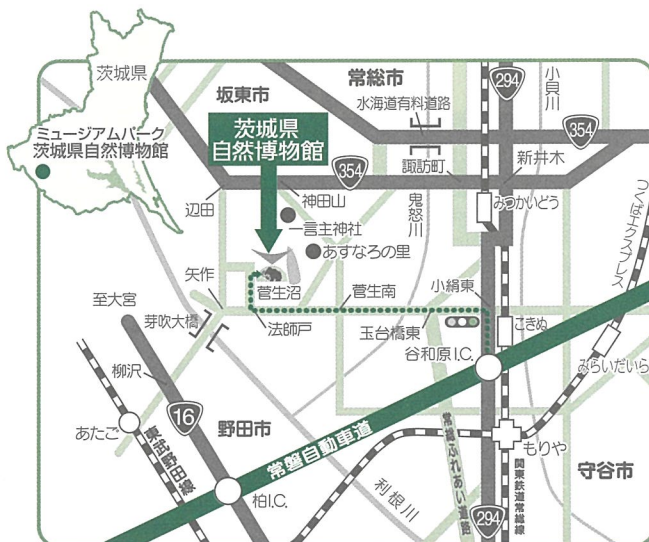 茨城県
ミュージアムパーク
茨城県自然博物館
坂東市
常総市
294
小貝川
水海道有料道路
354
茨城県
自然博物館
354
諏訪町
新井木
辺田
神田山
鬼怒川
みつかいどう
つくばエクスプレス
一言主神社
あすなろの里
矢作
菅生沼
菅生南
小絹東
至大宮
芽吹大橋
法師戸
玉台橋東
こきぬ
谷和原I.C.
みらいだいら
柳沢
16
あたご
野田市
東武野田線
常磐自動車道
常総ふれあい道路
もりや
関東鉄道常総線
守谷市
柏I.C.
利根川
294